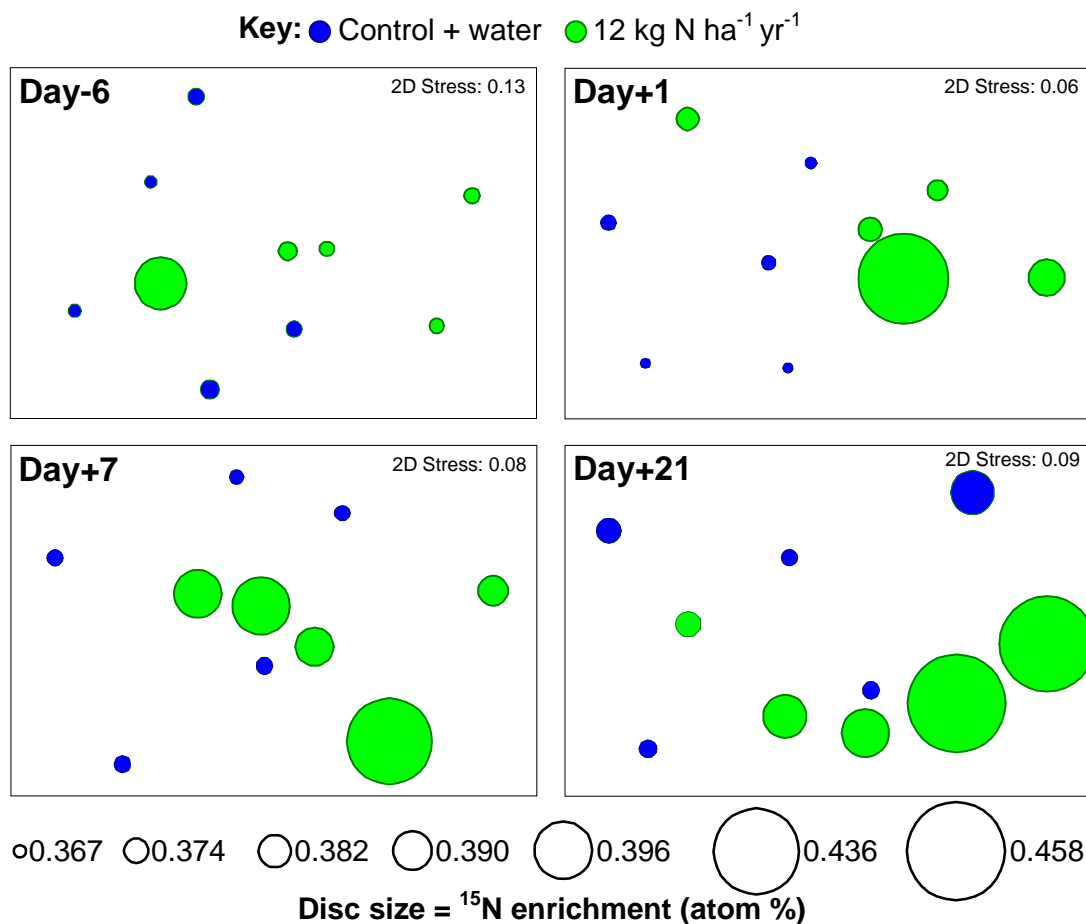 Key: Control + water 12 kg N ha⁻¹ yr⁻¹
Day-6 2D Stress: 0.13
Day+1 2D Stress: 0.06
Day+7 2D Stress: 0.08
Day+21 2D Stress: 0.09
0.367 0.374 0.382 0.390 0.396 0.436 0.458
Disc size = ¹⁵N enrichment (atom %)